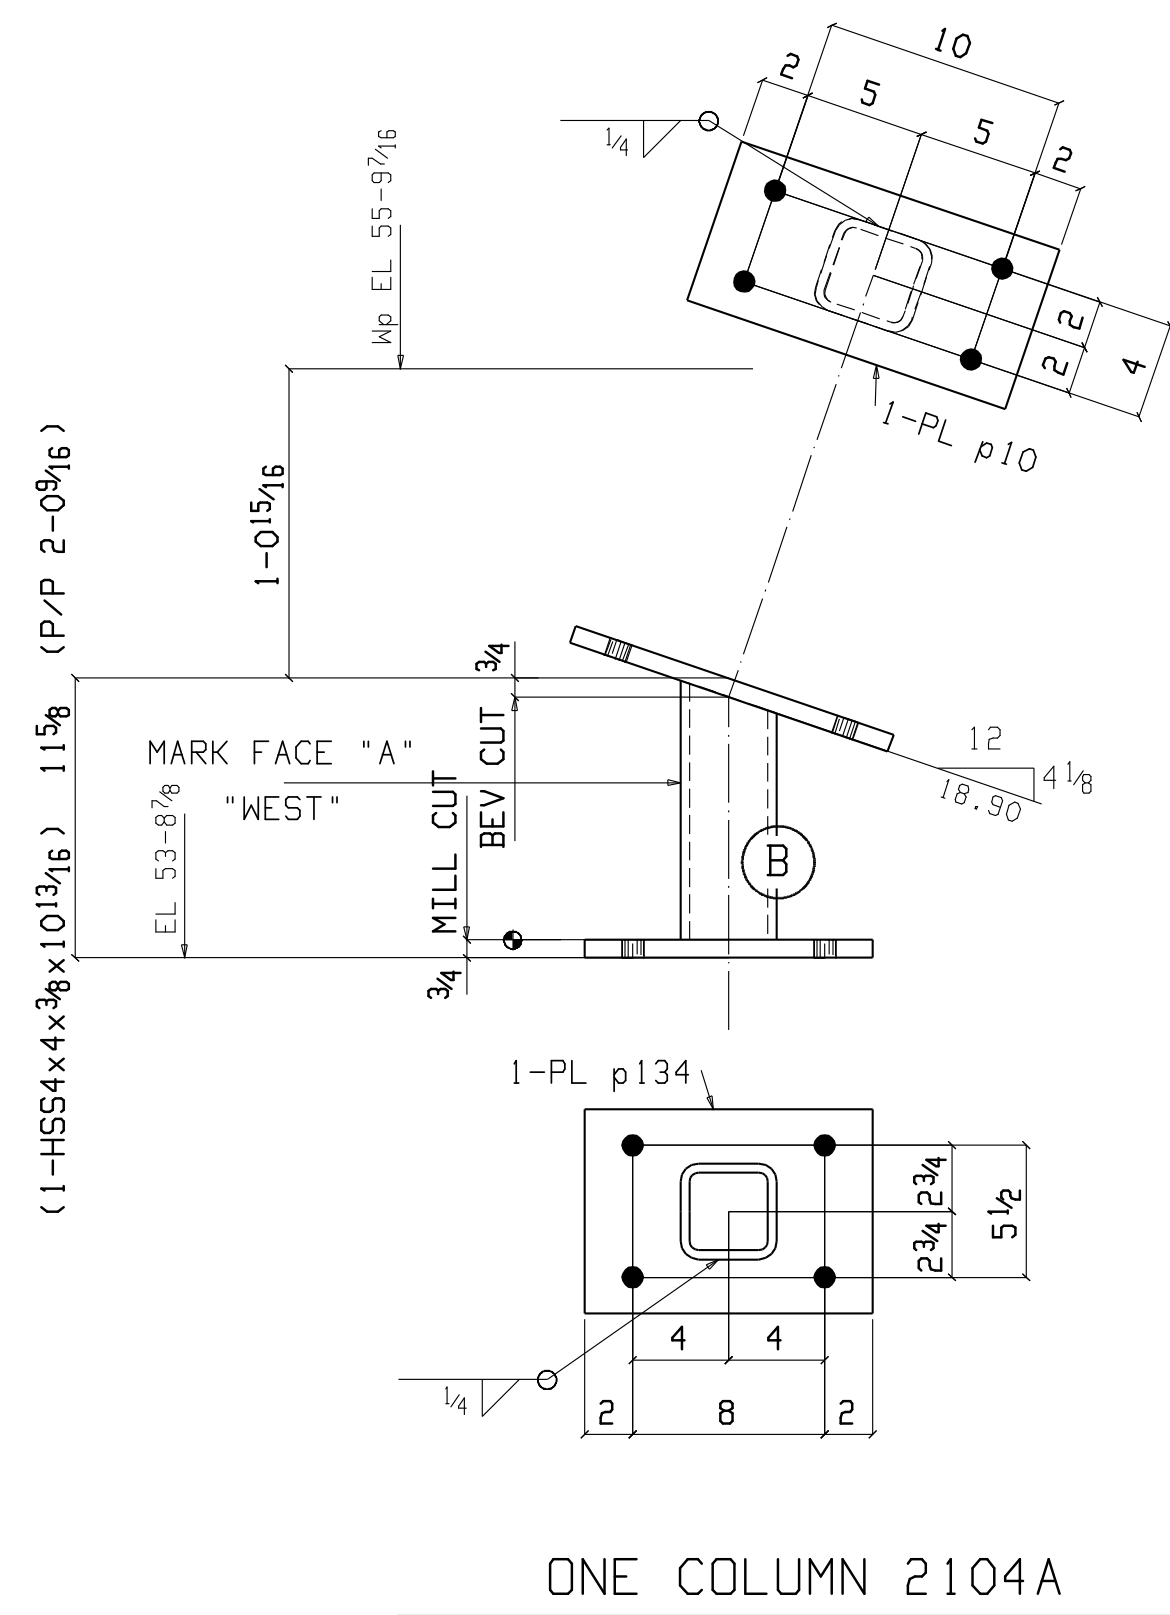 10
2
5
5
2
1/4
Wp EL 55-9 7/16
2
2
4
1-PL p10
1-0 15/16
(1-HSS4x4x3/8x10 13/16) 11 5/8 (P/P 2-0 9/16)
3/4
BEV CUT
MARK FACE "A"
"WEST"
12
4 1/8
18.90
EL 53-8 7/8
MILL CUT
B
3/4
1-PL p134
2 3/4
2 3/4
5 1/2
4
4
1/4
2
8
2
ONE COLUMN 2104A